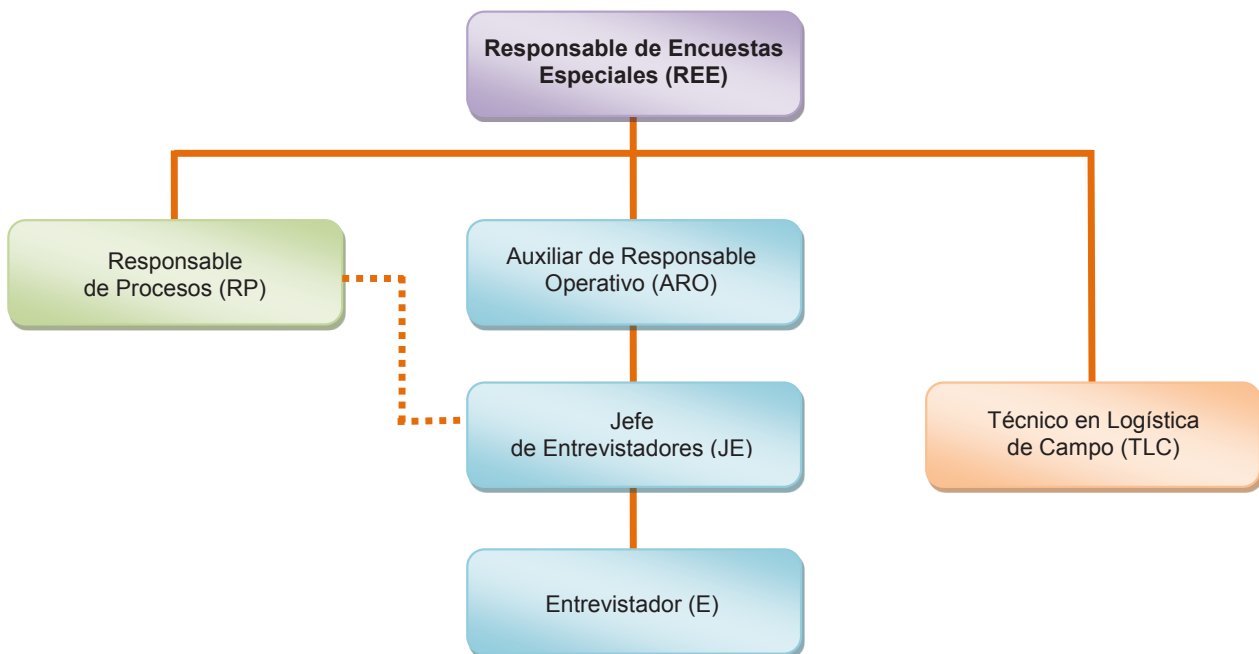 Responsable de Encuestas
Especiales (REE)
Responsable
de Procesos (RP)
Auxiliar de Responsable
Operativo (ARO)
Jefe
de Entrevistadores (JE)
Técnico en Logística
de Campo (TLC)
Entrevistador (E)